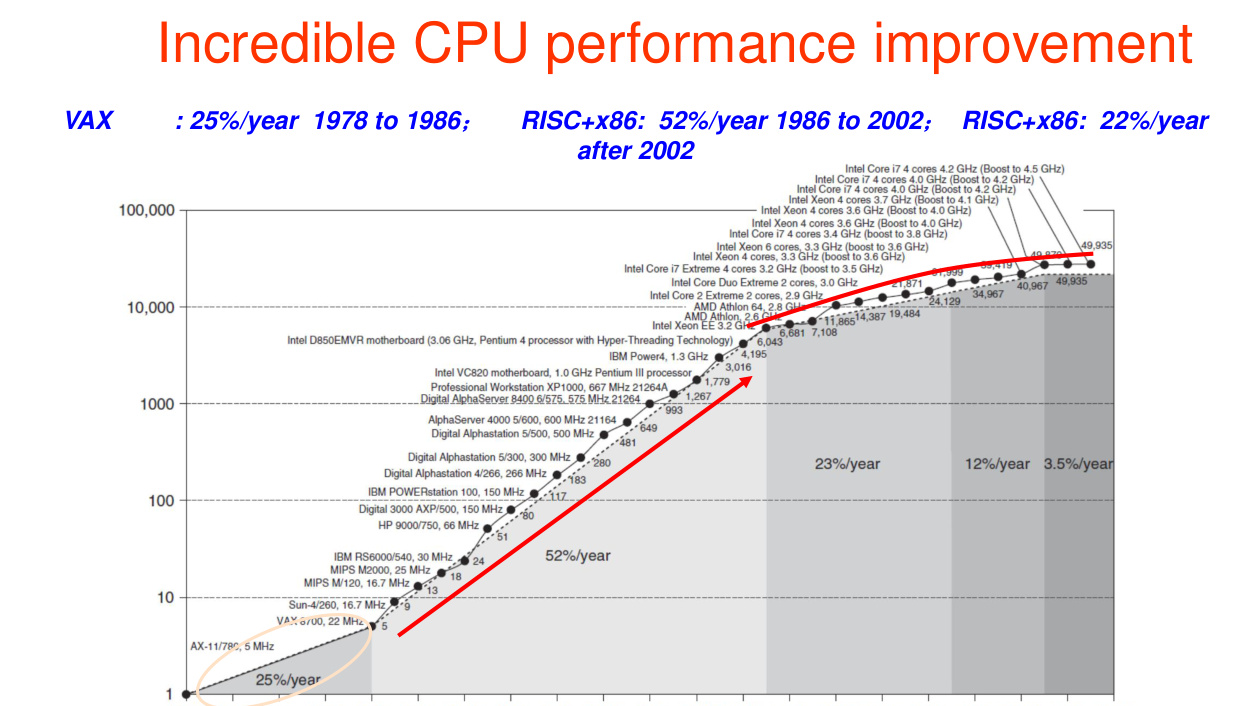 Incredible CPU performance improvement
VAX : 25%/year 1978 to 1986; RISC+x86: 52%/year 1986 to 2002; RISC+x86: 22%/year
after 2002
Intel Core i7 4 cores 4.2 GHz (Boost to 4.5 GHz)
Intel Core i7 4 cores 4.0 GHz (Boost to 4.2 GHz)
Intel Core i7 4 cores 4.0 GHz (Boost to 4.2 GHz)
Intel Xeon 4 cores 3.7 GHz (Boost to 4.1 GHz)
Intel Xeon 4 cores 3.6 GHz (Boost to 4.0 GHz)
Intel Xeon 4 cores 3.6 GHz (Boost to 4.0 GHz)
Intel Core i7 4 cores 3.4 GHz (boost to 3.8 GHz)
Intel Xeon 6 cores, 3.3 GHz (boost to 3.6 GHz)
Intel Xeon 4 cores, 3.3 GHz (boost to 3.6 GHz)
Intel Core i7 Extreme 4 cores 3.2 GHz (boost to 3.5 GHz)
Intel Core Duo Extreme 2 cores, 3.0 GHz
Intel Core 2 Extreme 2 cores, 2.9 GHz
AMD Athlon 64, 2.8 GHz
AMD Athlon, 2.6 GHz
Intel Xeon EE 3.2 GHz
Intel D850EMVR motherboard (3.06 GHz, Pentium 4 processor with Hyper-Threading Technology)
IBM Power4, 1.3 GHz
Intel VC820 motherboard, 1.0 GHz Pentium III processor
Professional Workstation XP1000, 667 MHz 21264A
Digital AlphaServer 8400 6/575, 575 MHz 21264
AlphaServer 4000 5/600, 600 MHz 21164
Digital Alphastation 5/500, 500 MHz
Digital Alphastation 5/300, 300 MHz
Digital Alphastation 4/266, 266 MHz
IBM POWERstation 100, 150 MHz
Digital 3000 AXP/500, 150 MHz
HP 9000/750, 66 MHz
IBM RS6000/540, 30 MHz
MIPS M2000, 25 MHz
MIPS M/120, 16.7 MHz
Sun-4/260, 16.7 MHz
VAX 8700, 22 MHz
AX-11/780, 5 MHz
100,000
10,000
1000
100
10
1
5
9
13
18
24
51
80
117
183
280
481
649
993
1,267
1,779
3,016
4,195
6,043
6,681
7,108
11,865
14,387
19,484
21,871
24,129
31,999
34,967
39,419
40,967
49,935
49,935
25%/year
52%/year
23%/year
12%/year
3.5%/year